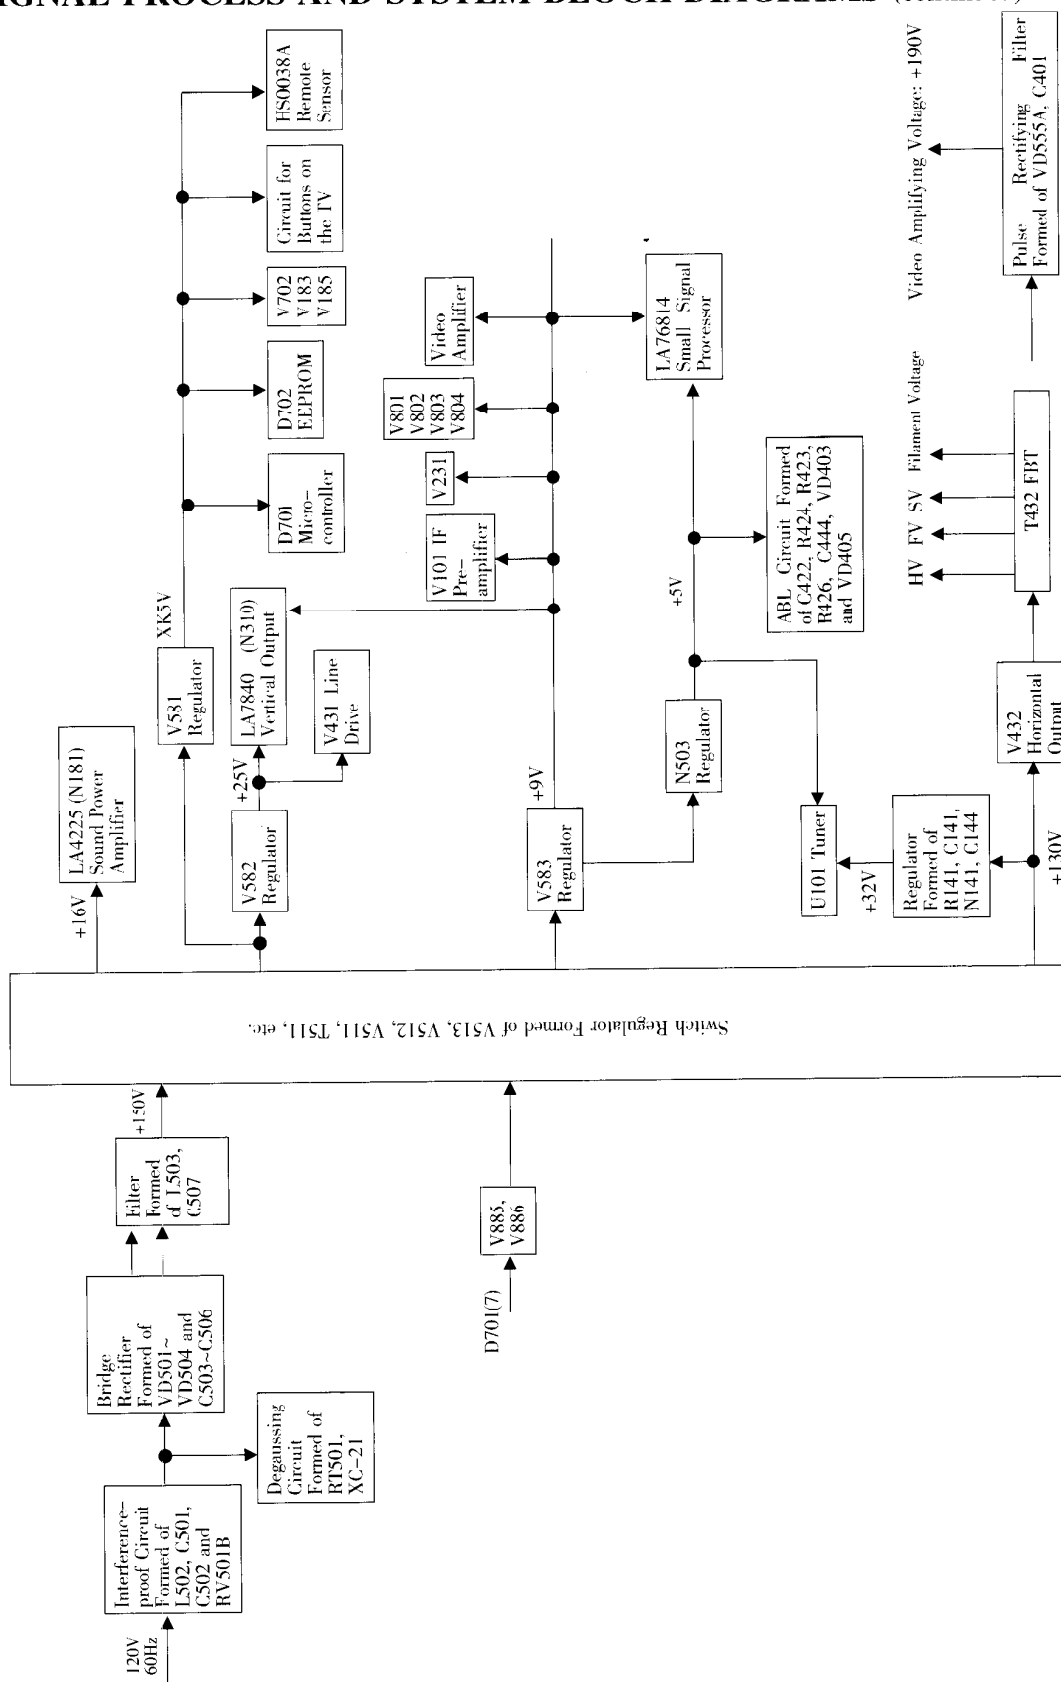 IGNAL PROCESS AND SYSTEM BLOCK DIAGRAMS
120V
60Hz
Interference-
proof Circuit
Formed of
L502, C501,
C502 and
RV501B
Degaussing
Circuit
Formed of
RT501,
XC-21
Bridge
Rectifier
Formed of
VD501~
VD504 and
C503~C506
Filter
Formed
of L503,
C507
+150V
D701(7)
V885,
V886
Switch Regulator Formed of V513, V512, V511, T511, etc.
+16V
LA4225 (N181)
Sound Power
Amplifier
V581
Regulator
XK5V
D701
Micro-
controller
D702
EEPROM
V702
V183
V185
Circuit for
Buttons on
the TV
HS0038A
Remote
Sensor
V582
Regulator
+25V
LA7840 (N310)
Vertical Output
V431 Line
Drive
V583
Regulator
+9V
V101 IF
Pre-
amplifier
V231
V801
V802
V803
V804
Video
Amplifier
LA76814
Small Signal
Processor
N503
Regulator
+5V
ABL Circuit Formed
of C422, R424, R423,
R426, C444, VD403
and VD405
U101 Tuner
+32V
Regulator
Formed of
R141, C141,
N141, C144
+130V
V432
Horizontal
Output
T432 FBT
HV FV SV Filament Voltage
Pulse Rectifying Filter
Formed of VD555A, C401
Video Amplifying Voltage: +190V